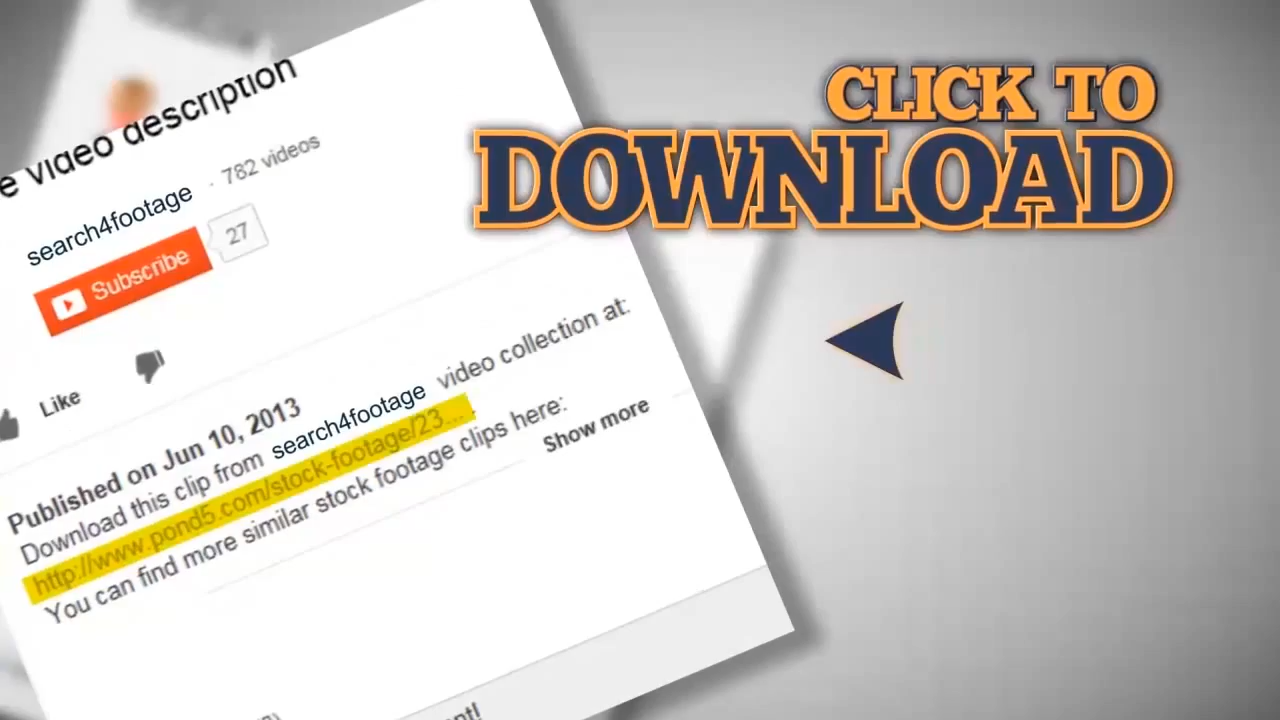 CLICK TO
DOWNLOAD
e video description
search4footage · 782 videos
Subscribe 27
Like
Published on Jun 10, 2013
Download this clip from search4footage video collection at:
http://www.pond5.com/stock-footage/23... .
You can find more similar stock footage clips here:
Show more